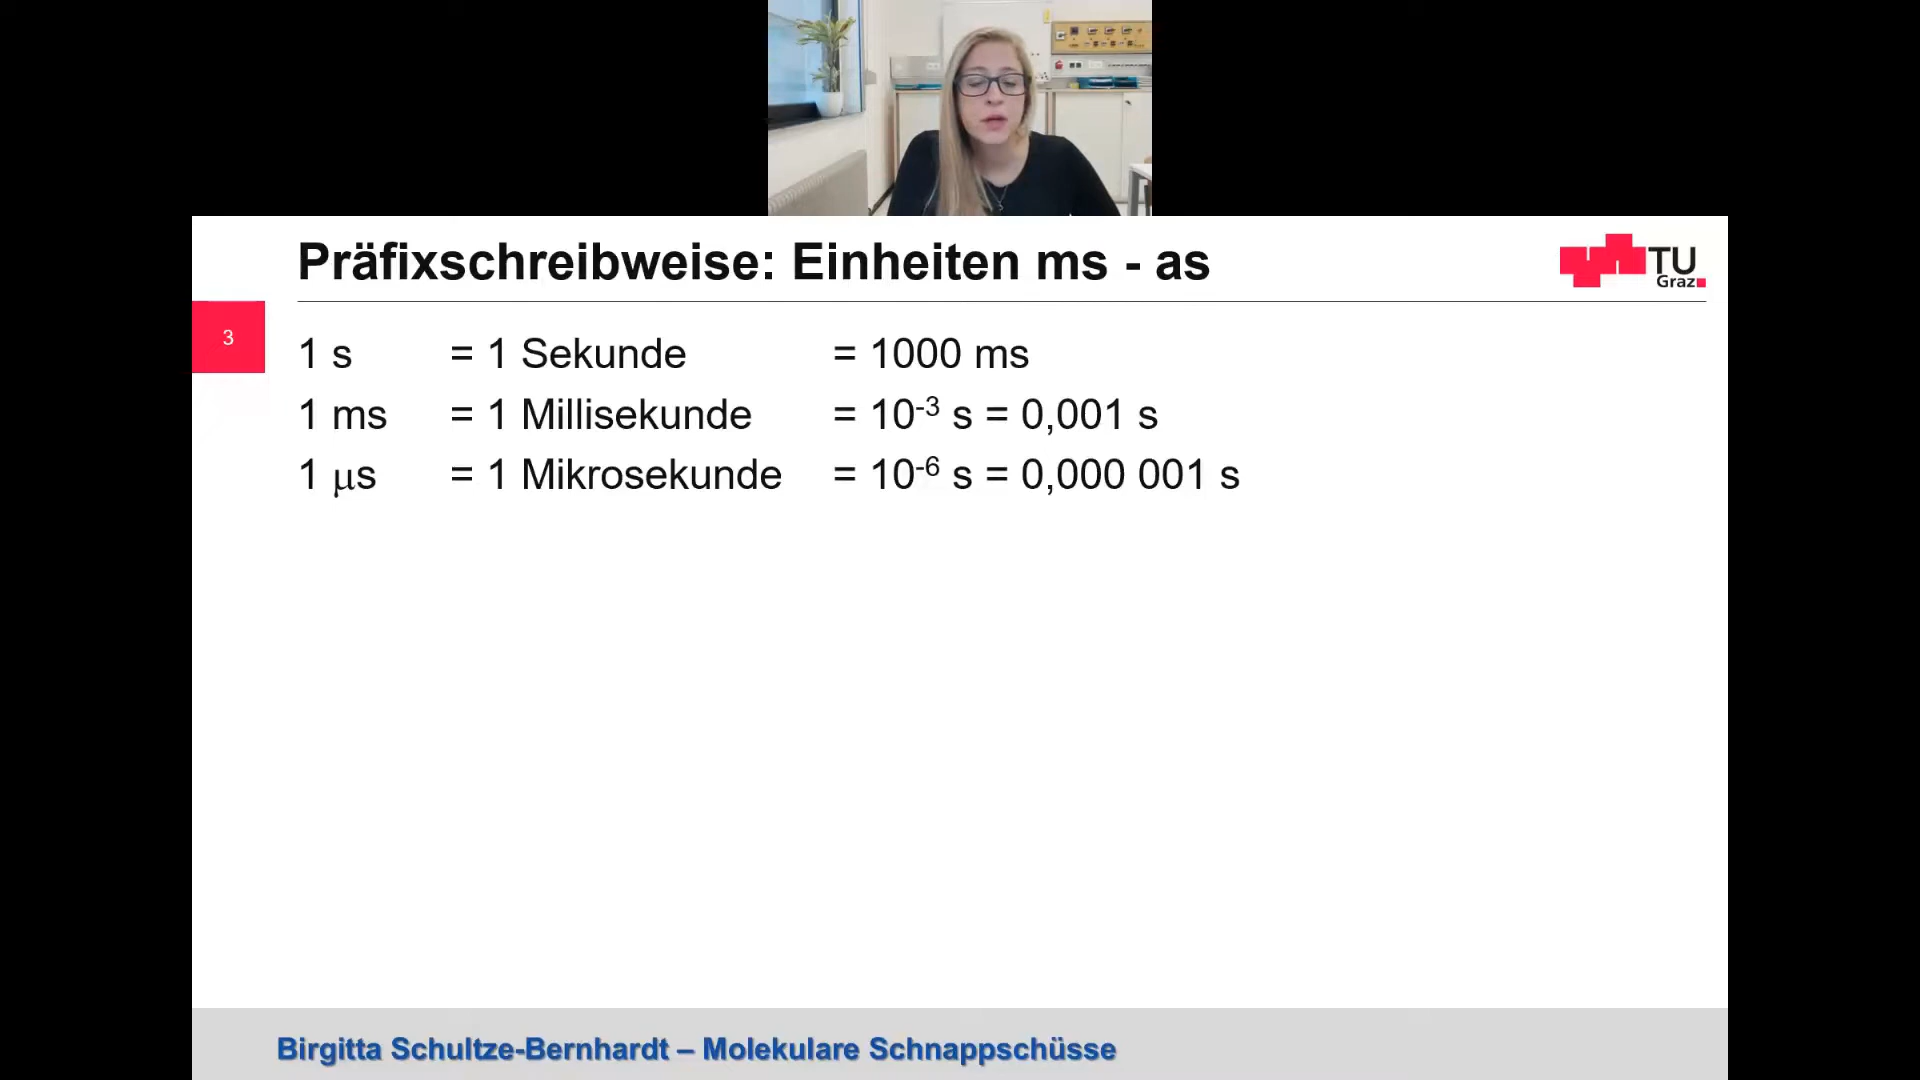 Präfixschreibweise: Einheiten ms - as
TU
Graz
3
1 s = 1 Sekunde = 1000 ms
1 ms = 1 Millisekunde = 10⁻³ s = 0,001 s
1 μs = 1 Mikrosekunde = 10⁻⁶ s = 0,000 001 s
Birgitta Schultze-Bernhardt – Molekulare Schnappschüsse